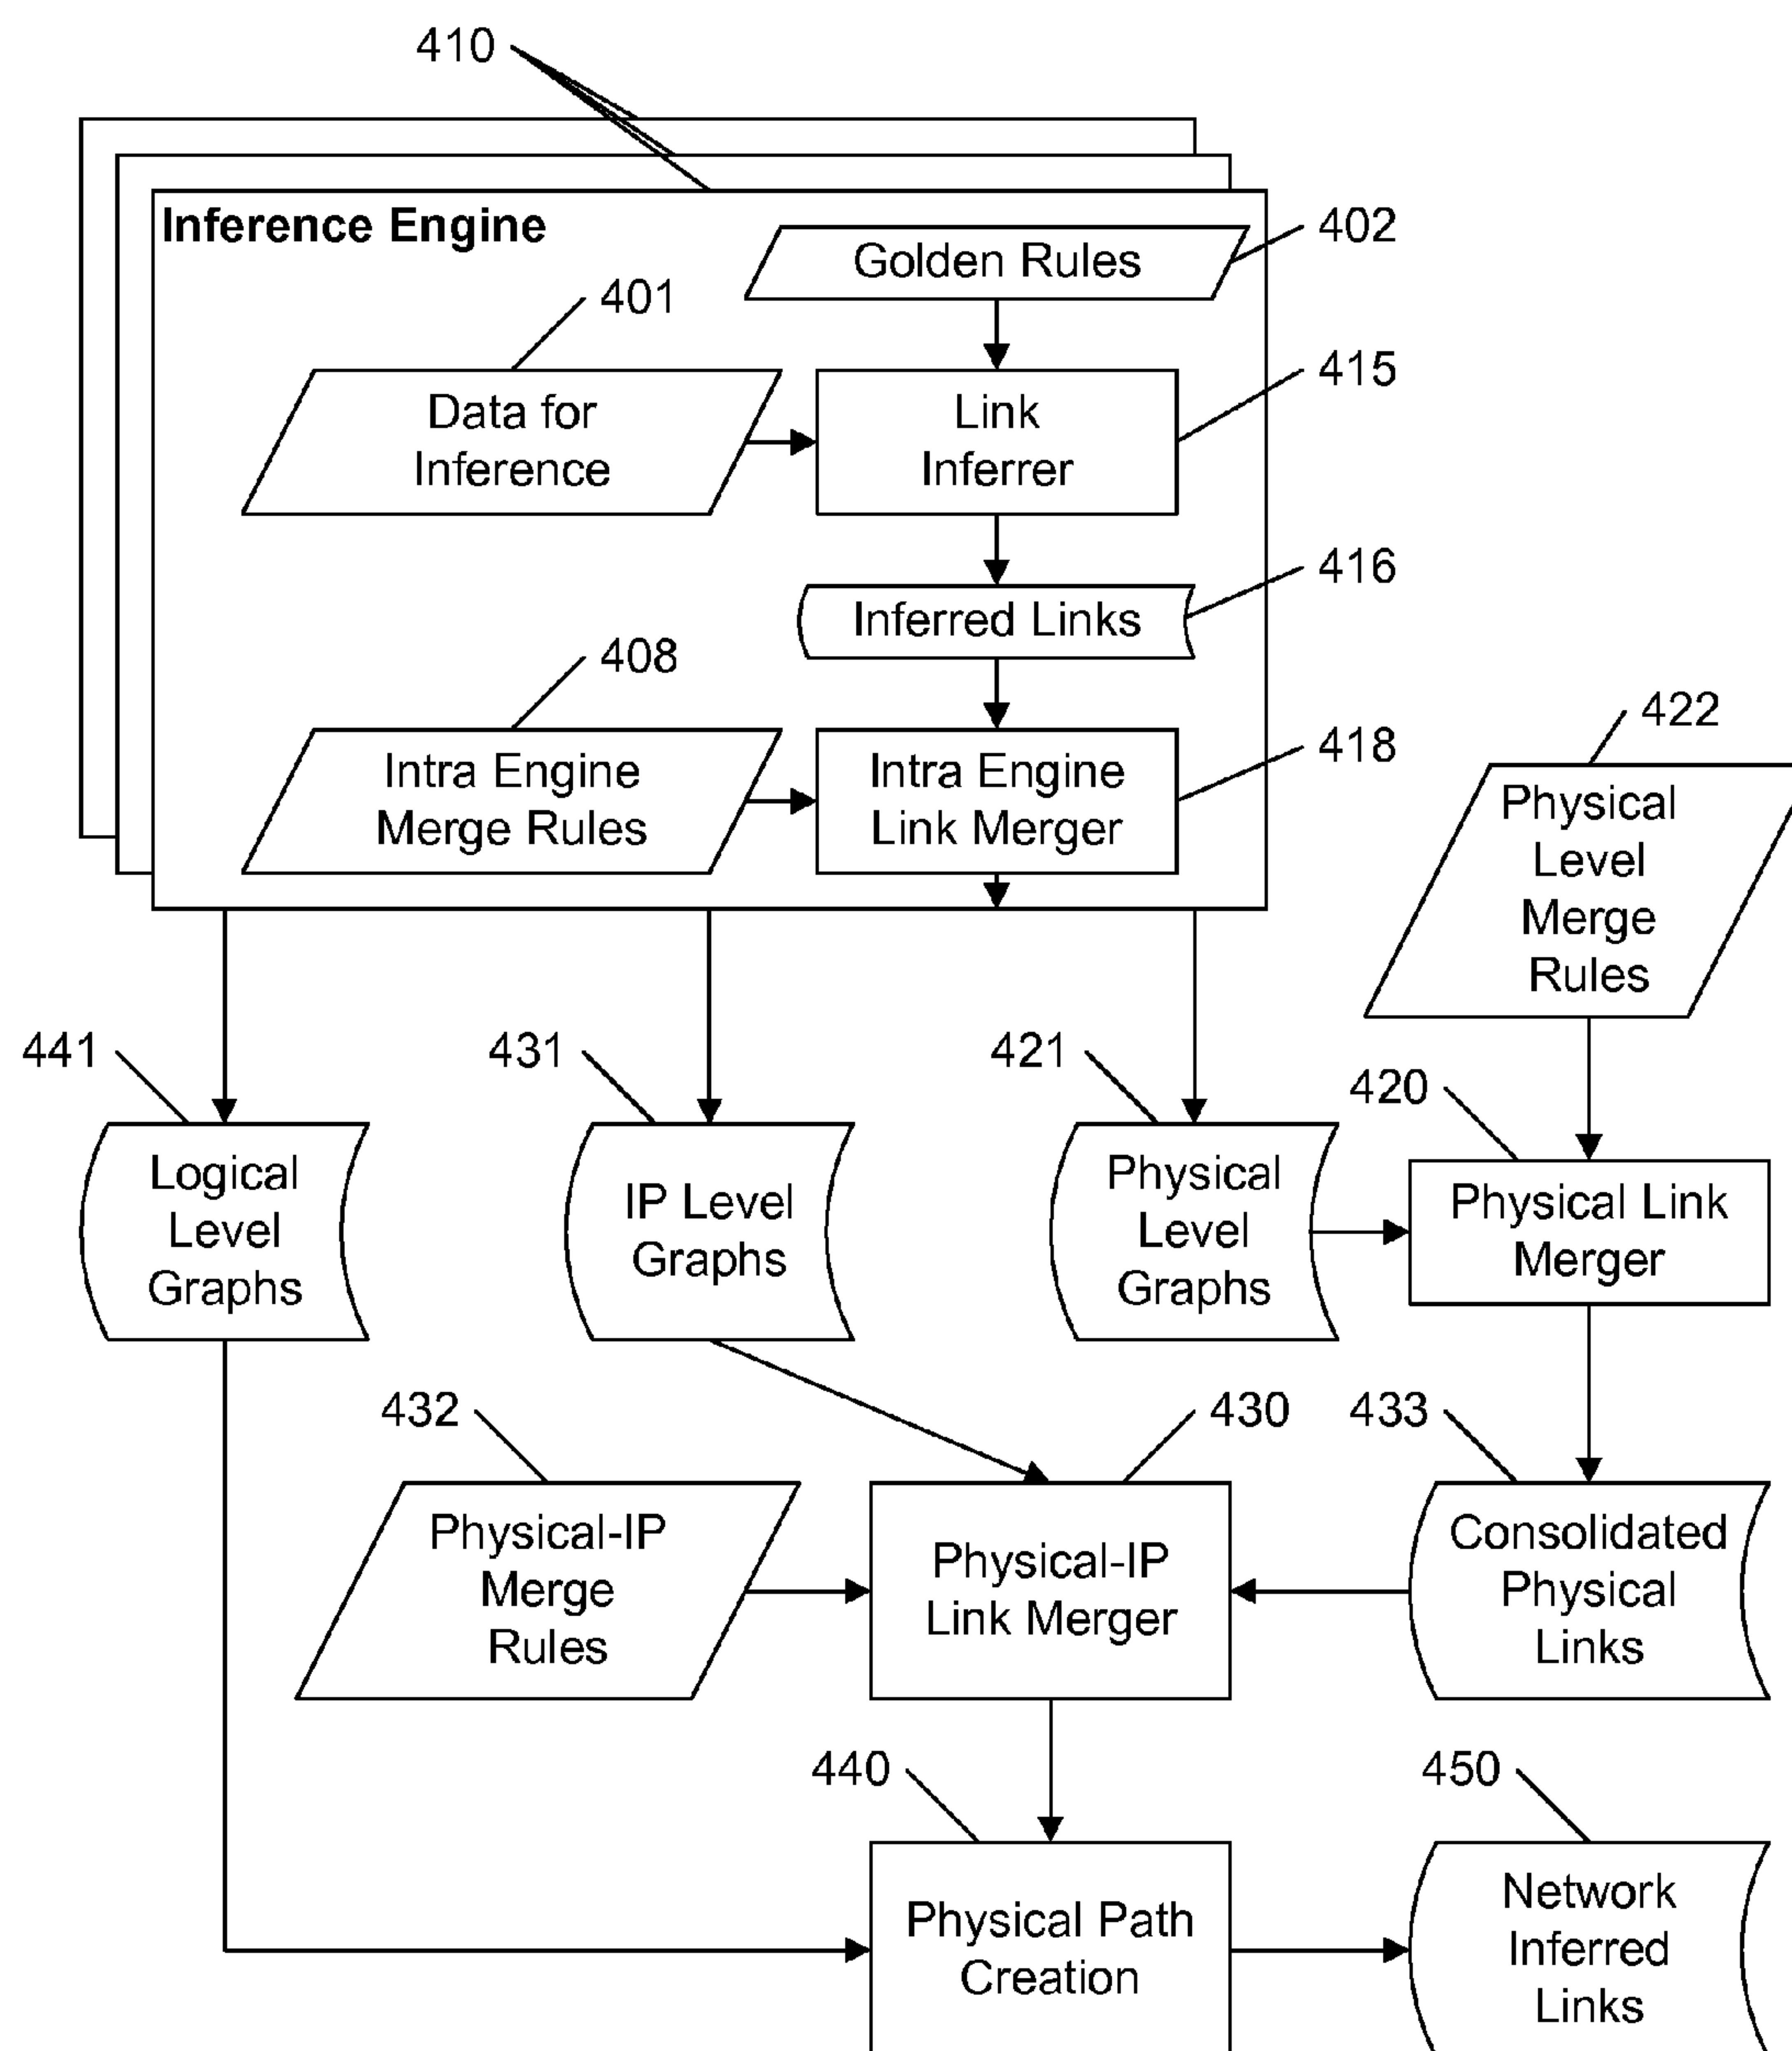 410
Inference Engine
Golden Rules
402
401
Data for
Inference
Link
Inferrer
415
Inferred Links
416
408
Intra Engine
Merge Rules
Intra Engine
Link Merger
418
422
Physical
Level
Merge
Rules
441
431
421
420
Logical
Level
Graphs
IP Level
Graphs
Physical
Level
Graphs
Physical Link
Merger
432
430
433
Physical-IP
Merge
Rules
Physical-IP
Link Merger
Consolidated
Physical
Links
440
450
Physical Path
Creation
Network
Inferred
Links